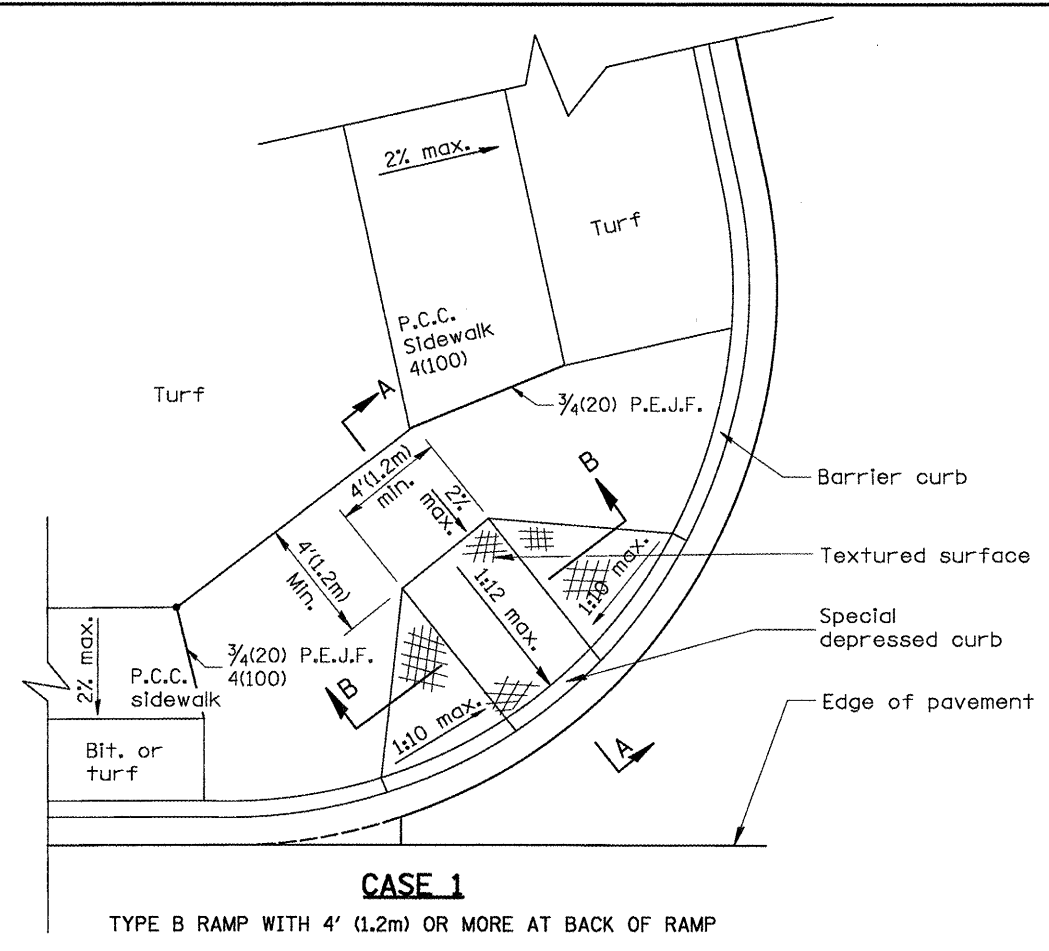 2% max.
Turf
P.C.C.
Sidewalk
4(100)
Turf
A
3/4(20) P.E.J.F.
4'(1.2m)
min.
2%
max.
B
Barrier curb
4'(1.2m)
Min.
Textured surface
1:10 max.
1:12 max.
Special
depressed curb
2% max.
P.C.C.
sidewalk
3/4(20) P.E.J.F.
4(100)
B
Edge of pavement
1:10 max.
A
Bit. or
turf
CASE 1
TYPE B RAMP WITH 4' (1.2m) OR MORE AT BACK OF RAMP